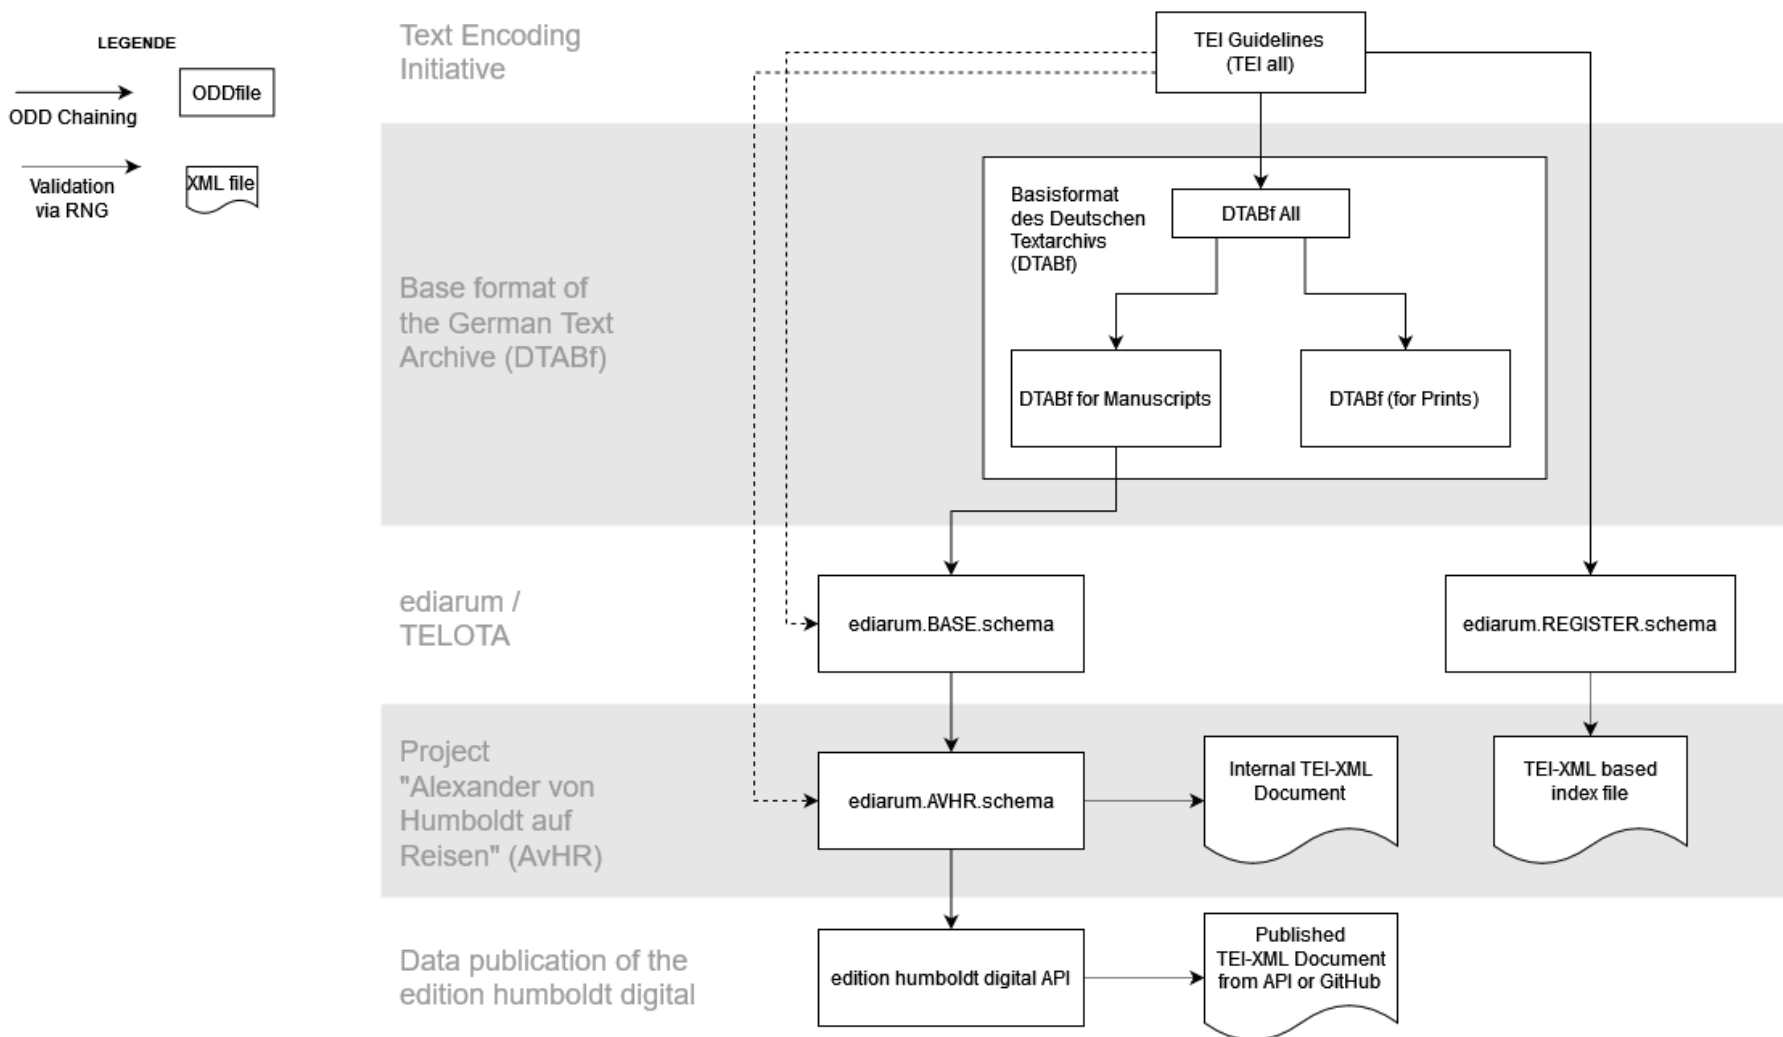 LEGENDE
ODD Chaining
ODDfile
Validation
via RNG
XML file
Text Encoding
Initiative
TEI Guidelines
(TEI all)
Base format of
the German Text
Archive (DTABf)
Basisformat
des Deutschen
Textarchivs
(DTABf)
DTABf All
DTABf for Manuscripts
DTABf (for Prints)
ediarum /
TELOTA
ediarum.BASE.schema
ediarum.REGISTER.schema
Project
"Alexander von
Humboldt auf
Reisen" (AvHR)
ediarum.AVHR.schema
Internal TEI-XML
Document
TEI-XML based
index file
Data publication of the
edition humboldt digital
edition humboldt digital API
Published
TEI-XML Document
from API or GitHub